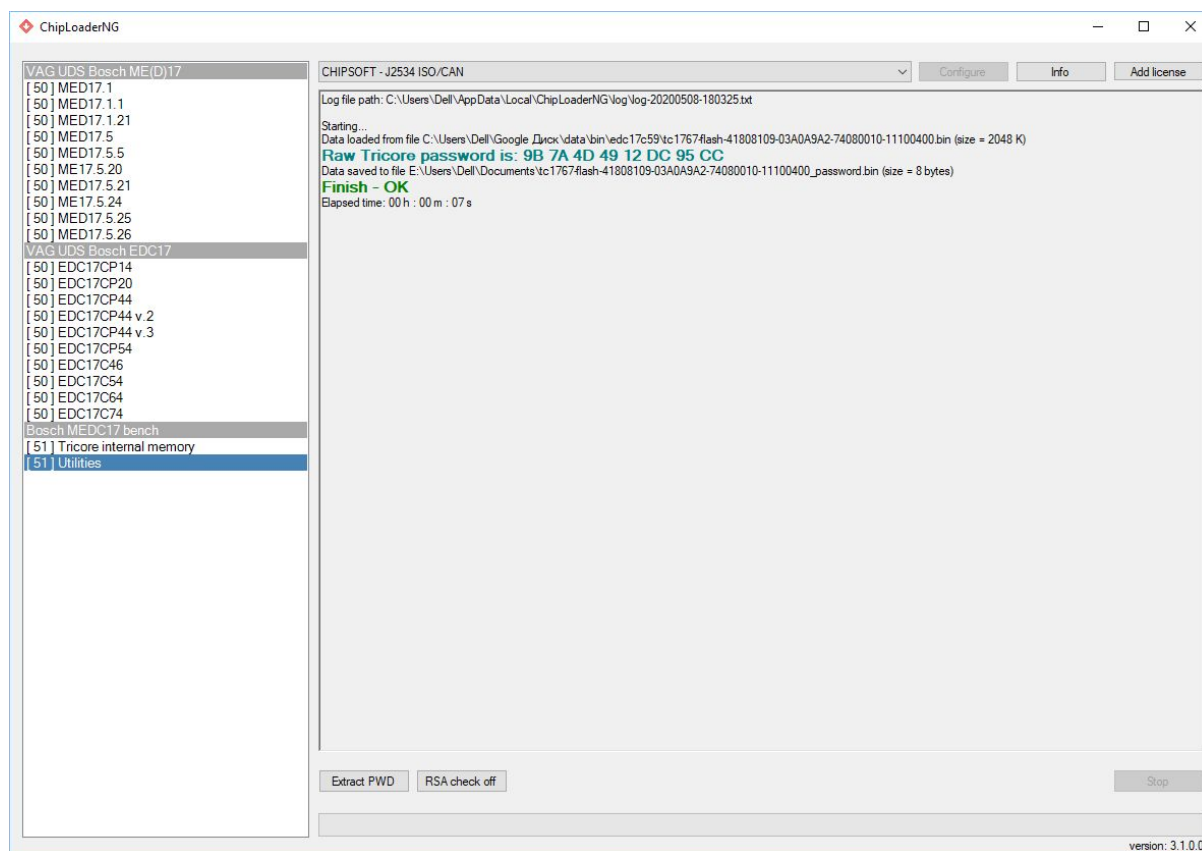 ChipLoaderNG
VAG UDS Bosch ME(D)17
[ 50 ] MED17.1
[ 50 ] MED17.1.1
[ 50 ] MED17.1.21
[ 50 ] MED17.5
[ 50 ] MED17.5.5
[ 50 ] ME17.5.20
[ 50 ] MED17.5.21
[ 50 ] ME17.5.24
[ 50 ] MED17.5.25
[ 50 ] MED17.5.26
VAG UDS Bosch EDC17
[ 50 ] EDC17CP14
[ 50 ] EDC17CP20
[ 50 ] EDC17CP44
[ 50 ] EDC17CP44 v.2
[ 50 ] EDC17CP44 v.3
[ 50 ] EDC17CP54
[ 50 ] EDC17C46
[ 50 ] EDC17C54
[ 50 ] EDC17C64
[ 50 ] EDC17C74
Bosch MEDC17 bench
[ 51 ] Tricore internal memory
[ 51 ] Utilities
CHIPSOFT - J2534 ISO/CAN
Configure
Info
Add license
Log file path: C:\Users\Dell\AppData\Local\ChipLoaderNG\log\log-20200508-180325.txt
Starting...
Data loaded from file C:\Users\Dell\Google Диск\data\bin\edc17c59\tc1767-flash-41808109-03A0A9A2-74080010-11100400.bin (size = 2048 K)
Raw Tricore password is: 9B 7A 4D 49 12 DC 95 CC
Data saved to file E:\Users\Dell\Documents\tc1767-flash-41808109-03A0A9A2-74080010-11100400_password.bin (size = 8 bytes)
Finish - OK
Elapsed time: 00 h : 00 m : 07 s
Extract PWD
RSA check off
Stop
version: 3.1.0.0